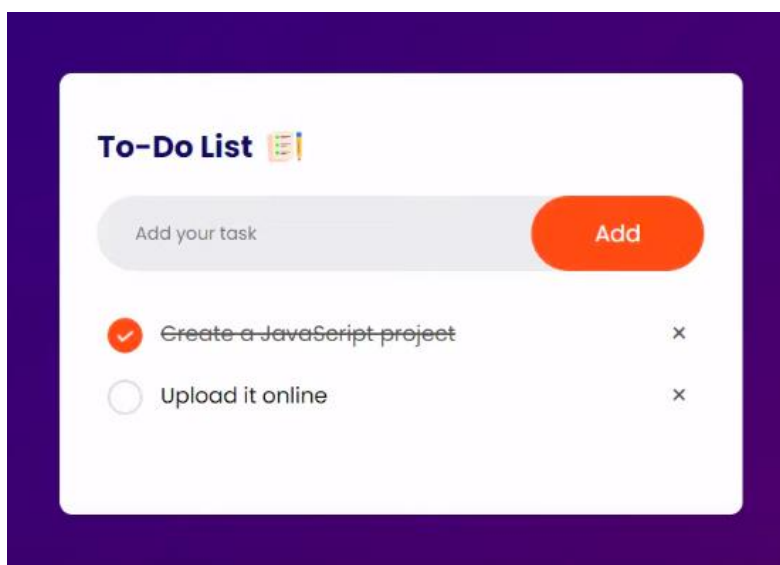 To-Do List
Add your task
Add
Create a JavaScript project ×
Upload it online ×